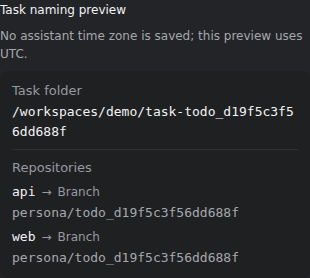 Task naming preview
No assistant time zone is saved; this preview uses
UTC.
Task folder
/workspaces/demo/task-todo_d19f5c3f5
6dd688f
Repositories
api → Branch
persona/todo_d19f5c3f56dd688f
web → Branch
persona/todo_d19f5c3f56dd688f